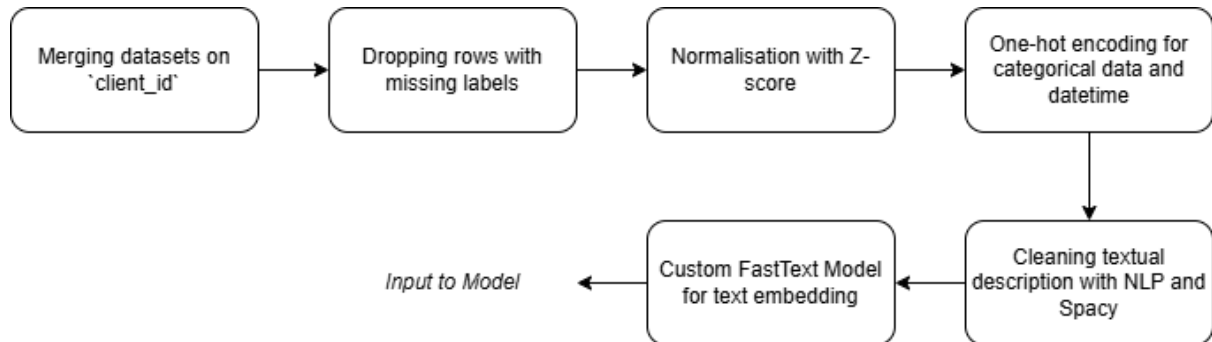 Merging datasets on
`client_id`
Dropping rows with
missing labels
Normalisation with Z-
score
One-hot encoding for
categorical data and
datetime
Cleaning textual
description with NLP and
Spacy
Custom FastText Model
for text embedding
Input to Model